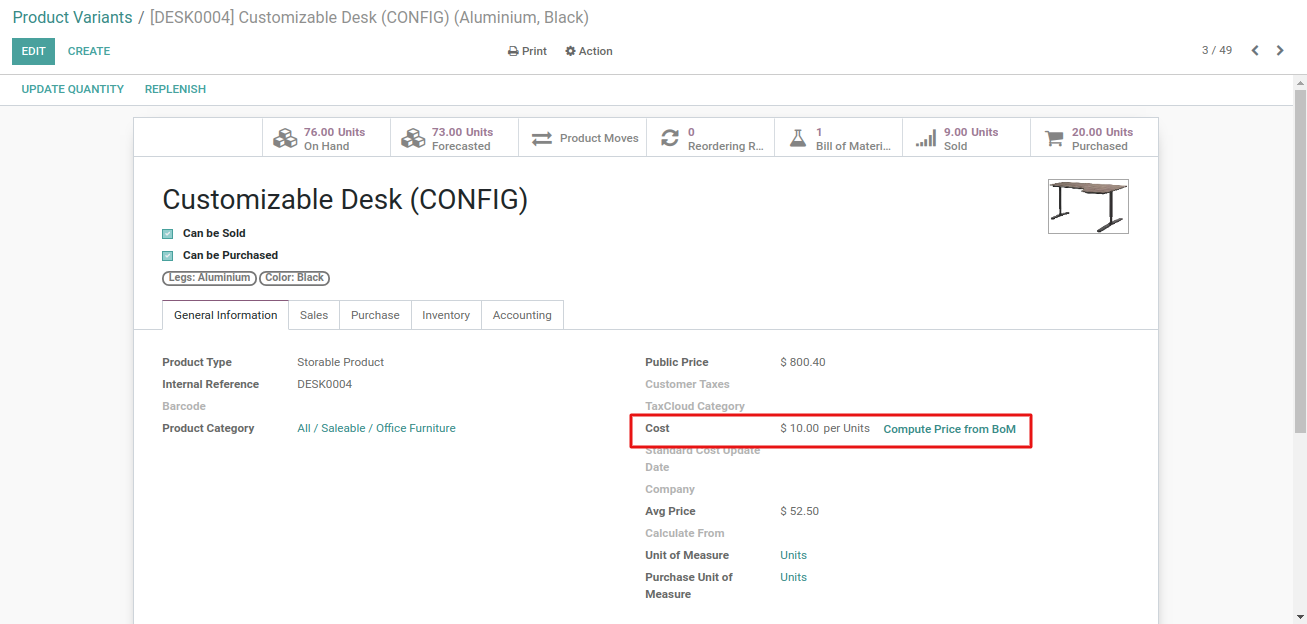 Product Variants / [DESK0004] Customizable Desk (CONFIG) (Aluminium, Black)
EDIT CREATE Print Action 3 / 49
UPDATE QUANTITY REPLENISH
76.00 Units On Hand
73.00 Units Forecasted
Product Moves
0 Reordering R...
1 Bill of Materi...
9.00 Units Sold
20.00 Units Purchased
Customizable Desk (CONFIG)
Can be Sold
Can be Purchased
Legs: Aluminium Color: Black
General Information Sales Purchase Inventory Accounting
Product Type Storable Product
Internal Reference DESK0004
Barcode
Product Category All / Saleable / Office Furniture
Public Price $ 800.40
Customer Taxes
TaxCloud Category
Cost $ 10.00 per Units Compute Price from BoM
Standard Cost Update
Date
Company
Avg Price $ 52.50
Calculate From
Unit of Measure Units
Purchase Unit of Units
Measure